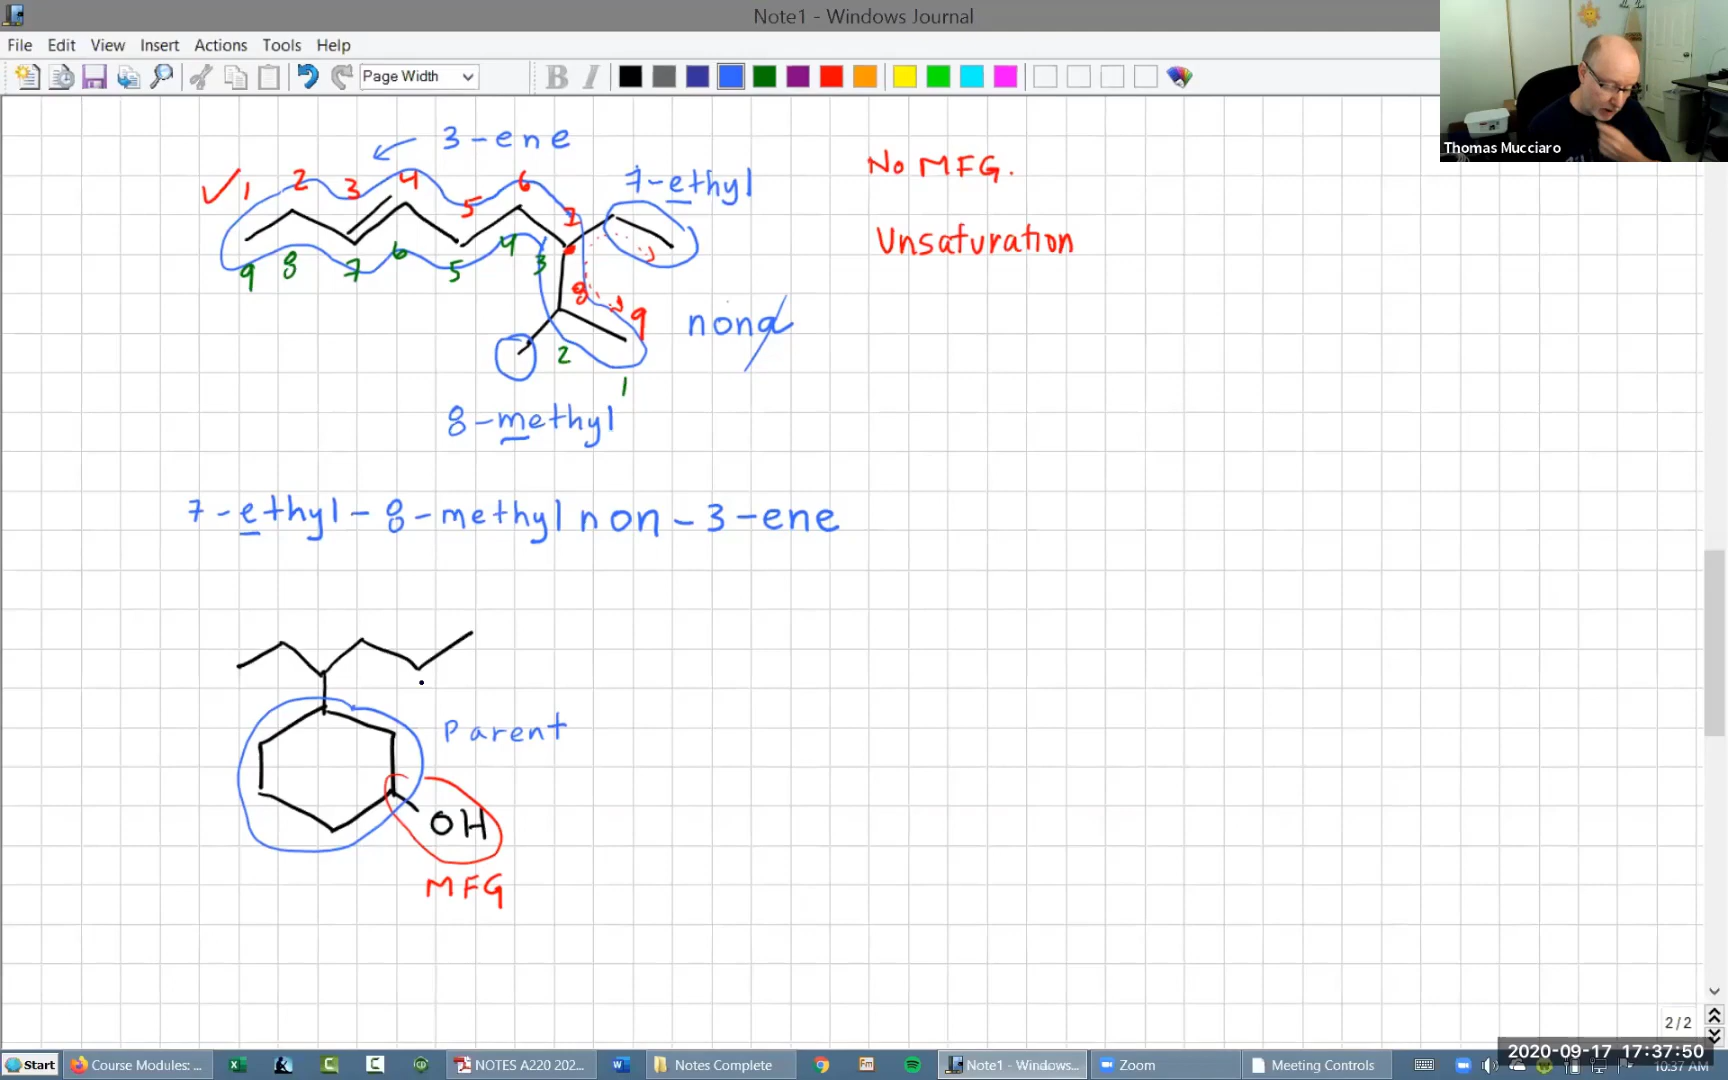 Note1 - Windows Journal
File Edit View Insert Actions Tools Help
Page Width
B I
Thomas Mucciaro
3-ene
No MFG.
✓ 1 2 3 4 5 6 7
7-ethyl
Unsaturation
9 8 7 6 5 4 3
8 9
nona
2
1
8-methyl
7-ethyl-8-methyl non-3-ene
Parent
OH
MFG
2 / 2
2020-09-17 17:37:50
Start Course Modules: ... NOTES A220 202... Notes Complete Note1 - Windows... Zoom Meeting Controls 10:37 AM